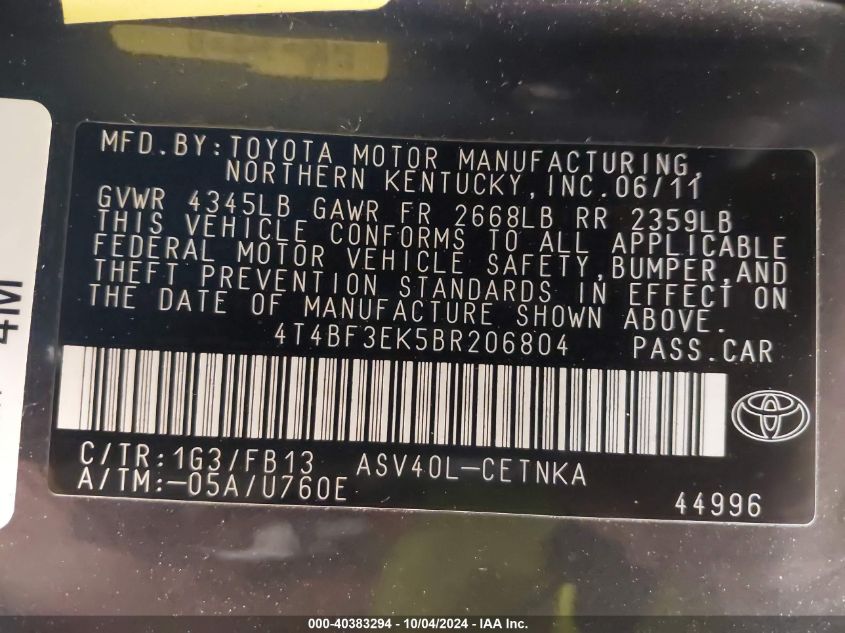 MFD.BY:TOYOTA MOTOR MANUFACTURING,
NORTHERN KENTUCKY,INC.06/11
GVWR 4345LB GAWR FR 2668LB RR 2359LB
THIS VEHICLE CONFORMS TO ALL APPLICABLE
FEDERAL MOTOR VEHICLE SAFETY,BUMPER,AND
THEFT PREVENTION STANDARDS IN EFFECT ON
THE DATE OF MANUFACTURE SHOWN ABOVE.
4T4BF3EK5BR206804 PASS.CAR
C/TR:1G3/FB13 ASV40L-CETNKA
A/TM:-05A/U760E
44996
4M
000-40383294 - 10/04/2024 - IAA Inc.